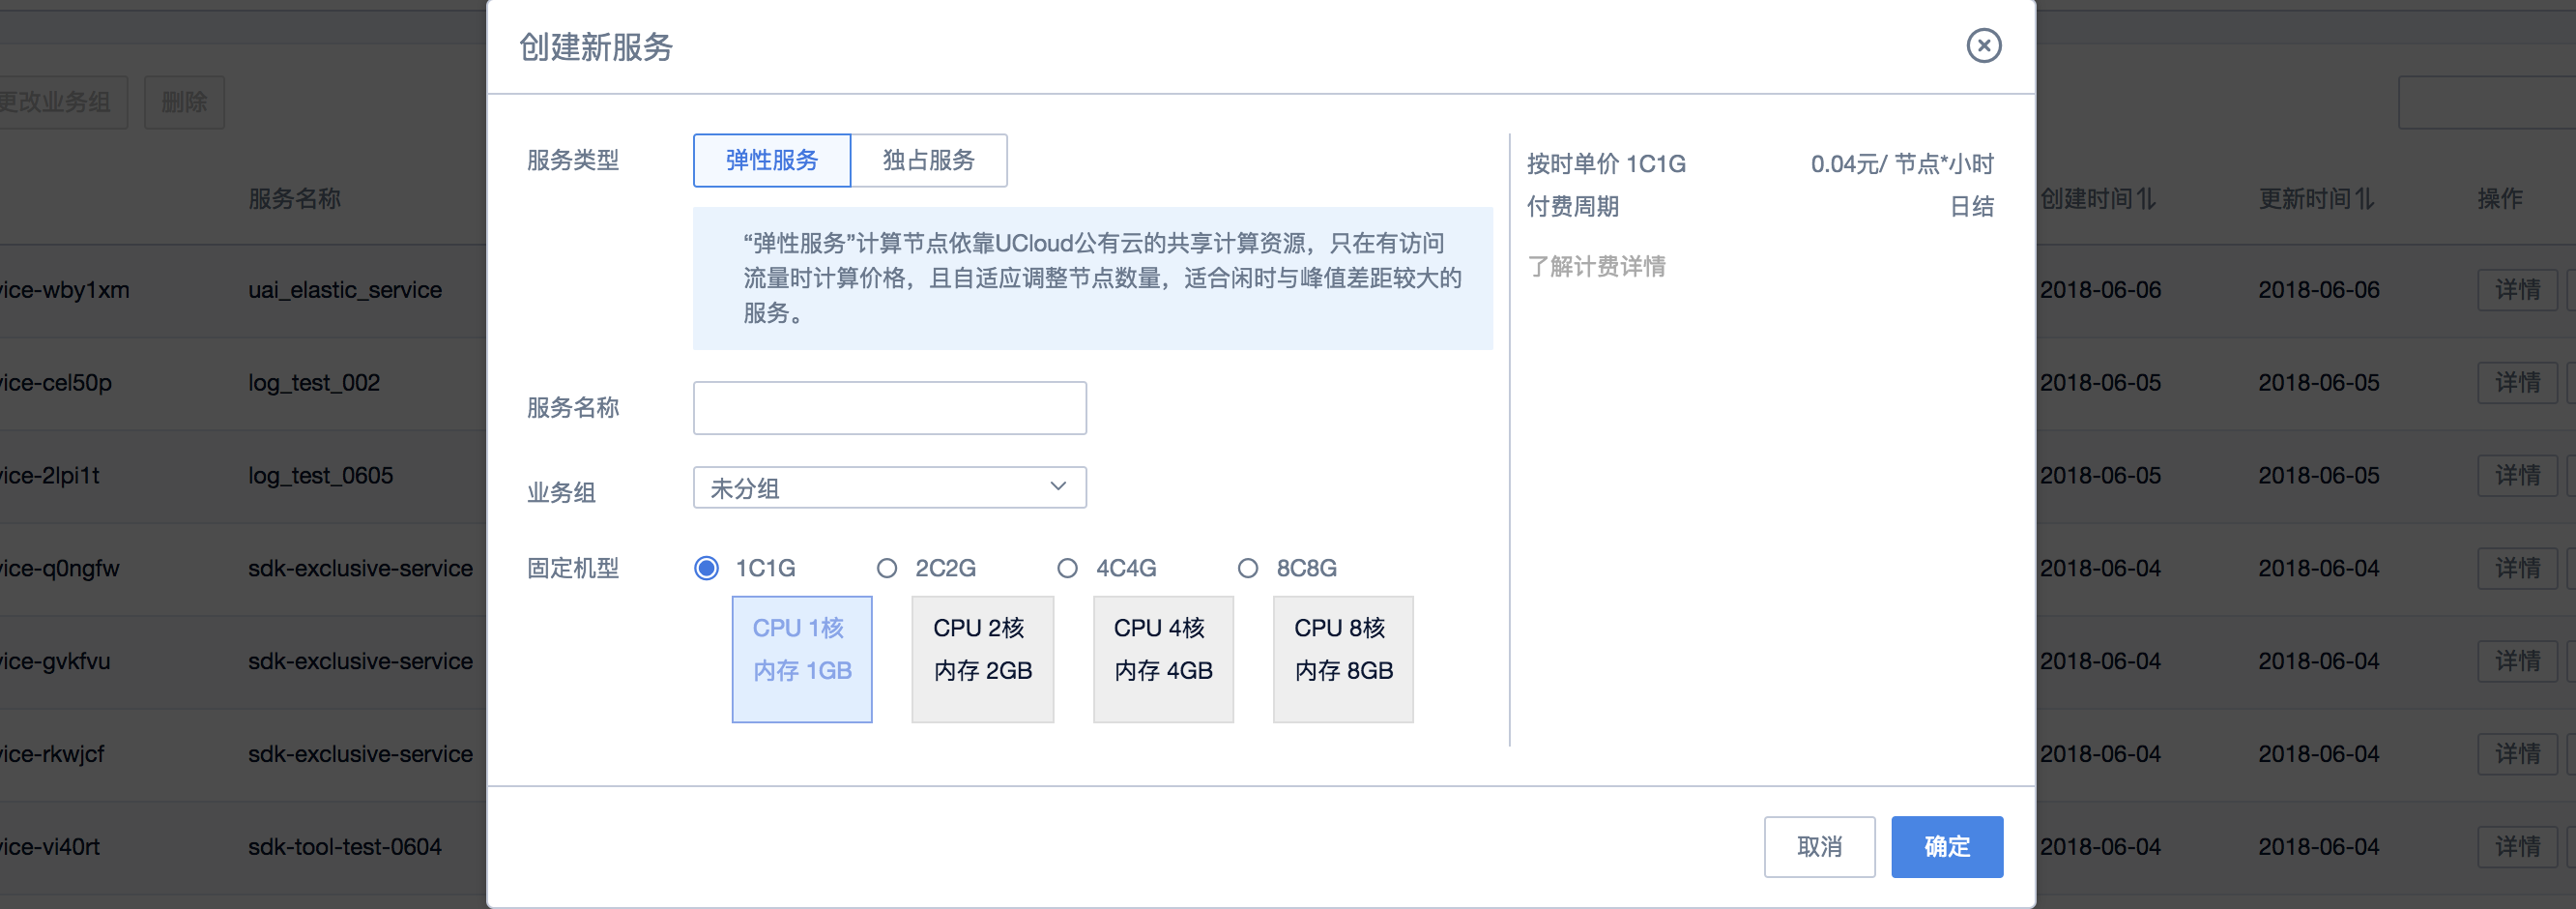 创建新服务
更改业务组 删除
服务类型 弹性服务 独占服务
“弹性服务”计算节点依靠UCloud公有云的共享计算资源，只在有访问
流量时计算价格，且自适应调整节点数量，适合闲时与峰值差距较大的
服务。
服务名称
业务组 未分组
固定机型 1C1G 2C2G 4C4G 8C8G
CPU 1核 CPU 2核 CPU 4核 CPU 8核
内存 1GB 内存 2GB 内存 4GB 内存 8GB
按时单价 1C1G 0.04元/ 节点*小时
付费周期 日结
了解计费详情
取消 确定
服务名称 创建时间 更新时间 操作
vice-wby1xm uai_elastic_service 2018-06-06 2018-06-06 详情
vice-cel50p log_test_002 2018-06-05 2018-06-05 详情
vice-2lpi1t log_test_0605 2018-06-05 2018-06-05 详情
vice-q0ngfw sdk-exclusive-service 2018-06-04 2018-06-04 详情
vice-gvkfvu sdk-exclusive-service 2018-06-04 2018-06-04 详情
vice-rkwjcf sdk-exclusive-service 2018-06-04 2018-06-04 详情
vice-vi40rt sdk-tool-test-0604 2018-06-04 2018-06-04 详情